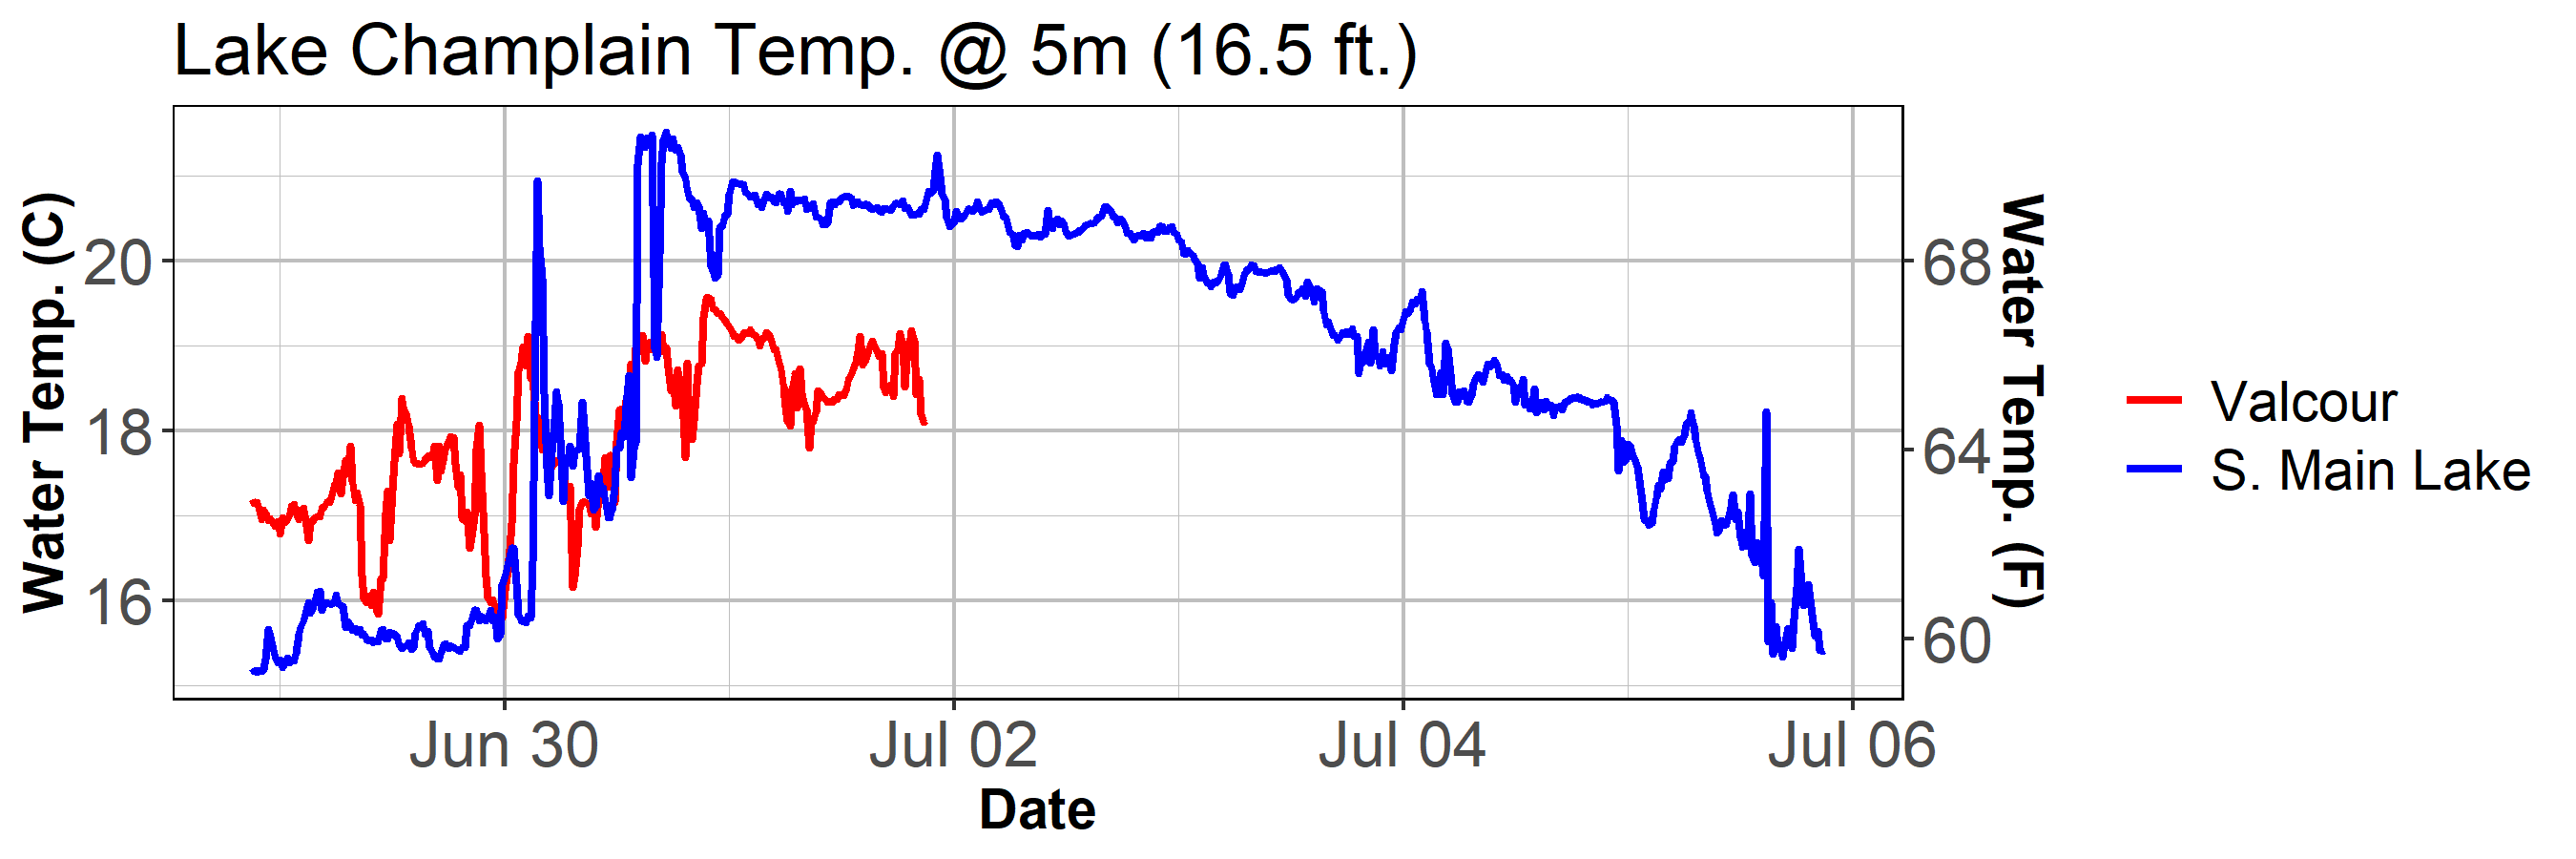 Lake Champlain Temp. @ 5m (16.5 ft.)
Water Temp. (C)
20
18
16
68
64
60
Water Temp. (F)
Jun 30
Jul 02
Jul 04
Jul 06
Date
Valcour
S. Main Lake